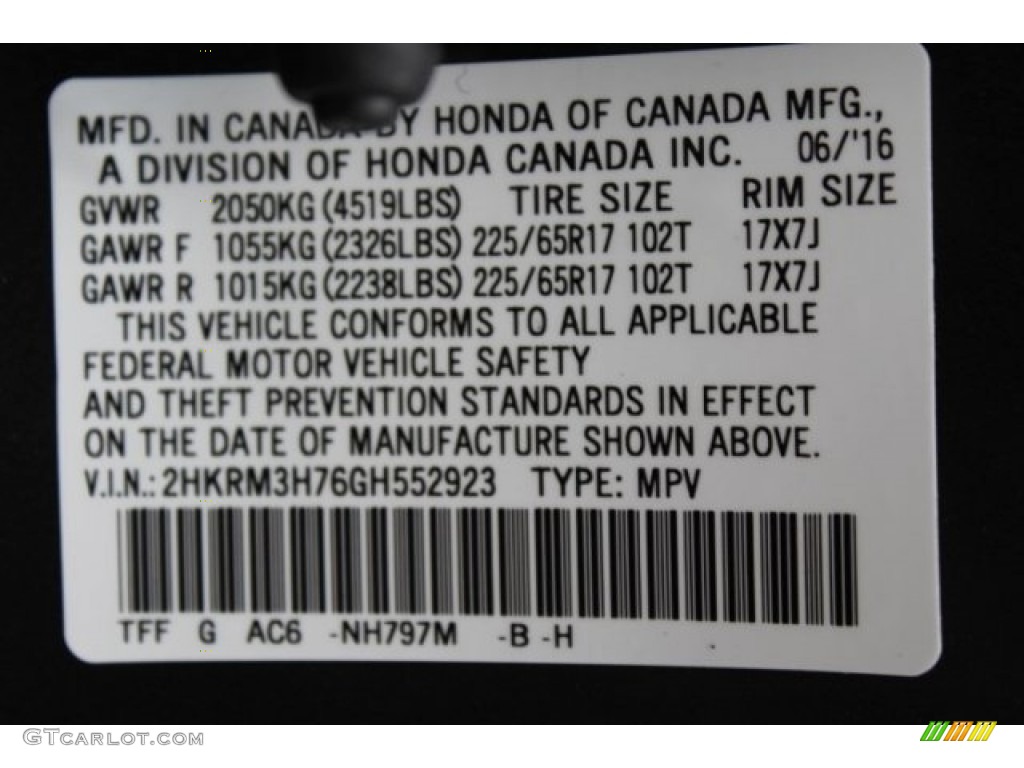 MFD. IN CANADA BY HONDA OF CANADA MFG.,
A DIVISION OF HONDA CANADA INC. 06/'16
GVWR 2050KG (4519LBS) TIRE SIZE RIM SIZE
GAWR F 1055KG (2326LBS) 225/65R17 102T 17X7J
GAWR R 1015KG (2238LBS) 225/65R17 102T 17X7J
THIS VEHICLE CONFORMS TO ALL APPLICABLE
FEDERAL MOTOR VEHICLE SAFETY
AND THEFT PREVENTION STANDARDS IN EFFECT
ON THE DATE OF MANUFACTURE SHOWN ABOVE.
V.I.N.: 2HKRM3H76GH552923 TYPE: MPV
TFF G AC6 -NH797M -B -H
GTCARLOT.COM